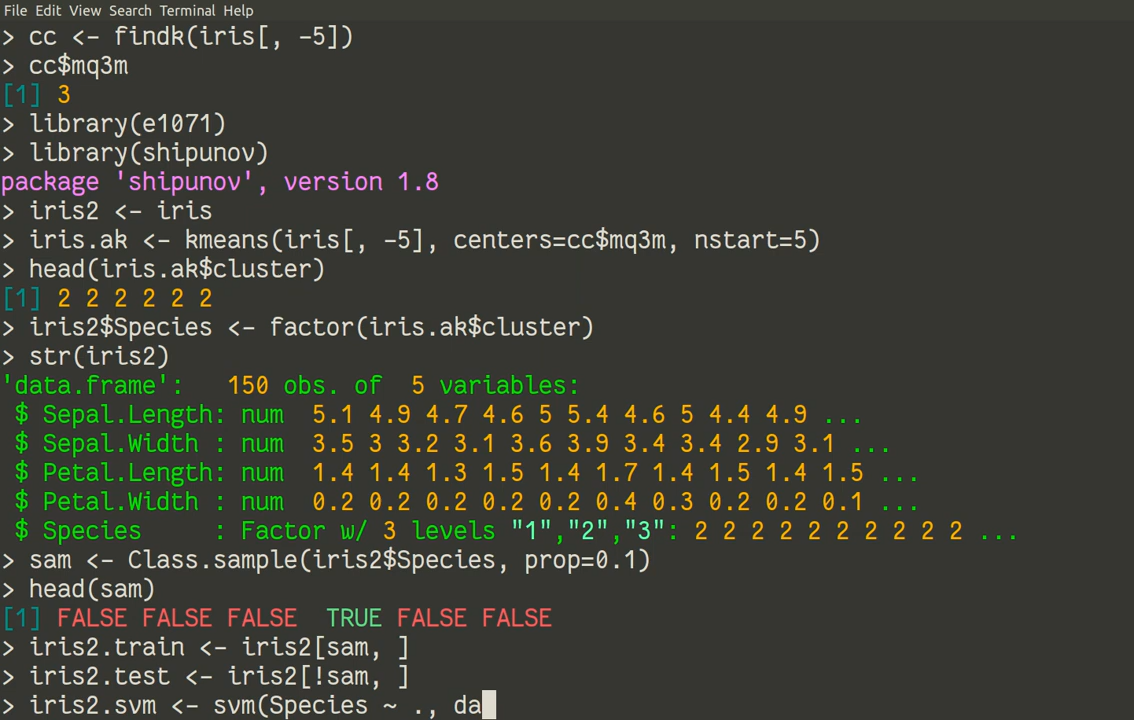 File Edit View Search Terminal Help
> cc <- findk(iris[, -5])
> cc$mq3m
[1] 3
> library(e1071)
> library(shipunov)
package 'shipunov', version 1.8
> iris2 <- iris
> iris.ak <- kmeans(iris[, -5], centers=cc$mq3m, nstart=5)
> head(iris.ak$cluster)
[1] 2 2 2 2 2 2
> iris2$Species <- factor(iris.ak$cluster)
> str(iris2)
'data.frame':   150 obs. of  5 variables:
 $ Sepal.Length: num  5.1 4.9 4.7 4.6 5 5.4 4.6 5 4.4 4.9 ...
 $ Sepal.Width : num  3.5 3 3.2 3.1 3.6 3.9 3.4 3.4 2.9 3.1 ...
 $ Petal.Length: num  1.4 1.4 1.3 1.5 1.4 1.7 1.4 1.5 1.4 1.5 ...
 $ Petal.Width : num  0.2 0.2 0.2 0.2 0.2 0.4 0.3 0.2 0.2 0.1 ...
 $ Species     : Factor w/ 3 levels "1","2","3": 2 2 2 2 2 2 2 2 2 2 ...
> sam <- Class.sample(iris2$Species, prop=0.1)
> head(sam)
[1] FALSE FALSE FALSE  TRUE FALSE FALSE
> iris2.train <- iris2[sam, ]
> iris2.test <- iris2[!sam, ]
> iris2.svm <- svm(Species ~ ., da